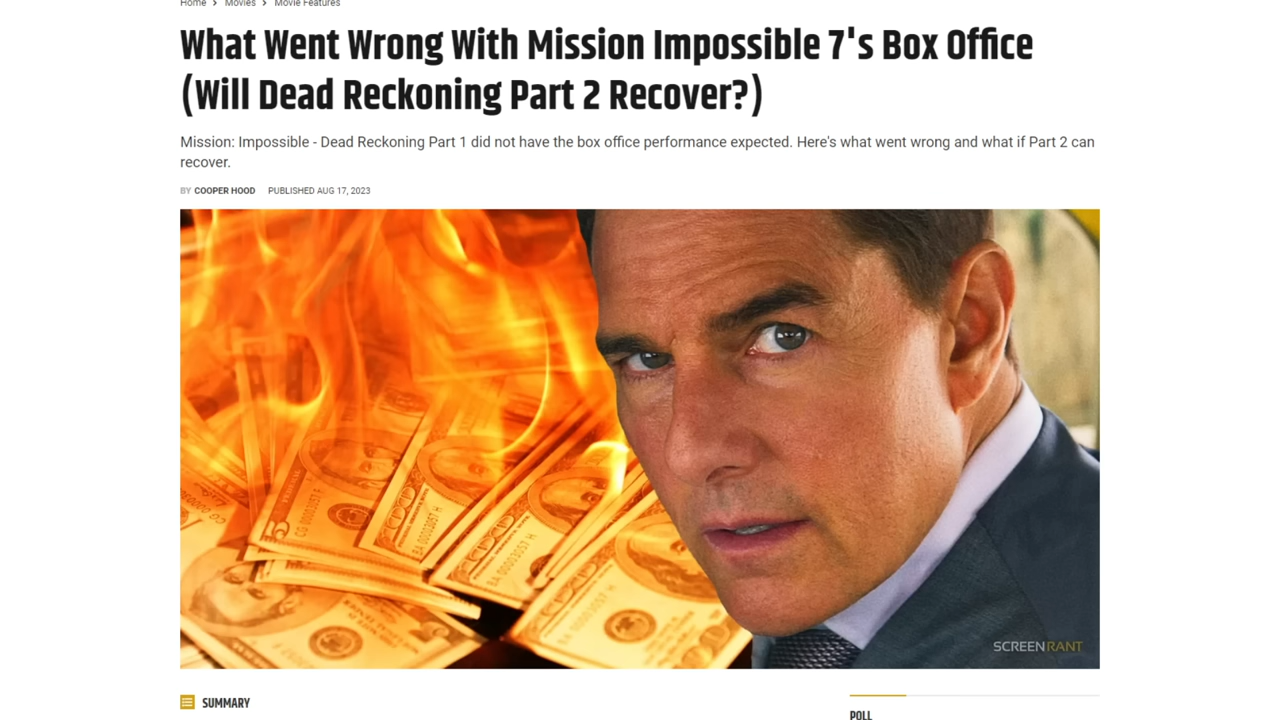 Home > Movies > Movie Features
What Went Wrong With Mission Impossible 7's Box Office
(Will Dead Reckoning Part 2 Recover?)
Mission: Impossible - Dead Reckoning Part 1 did not have the box office performance expected. Here's what went wrong and what if Part 2 can
recover.
BY COOPER HOOD PUBLISHED AUG 17, 2023
SCREENRANT
SUMMARY
POLL